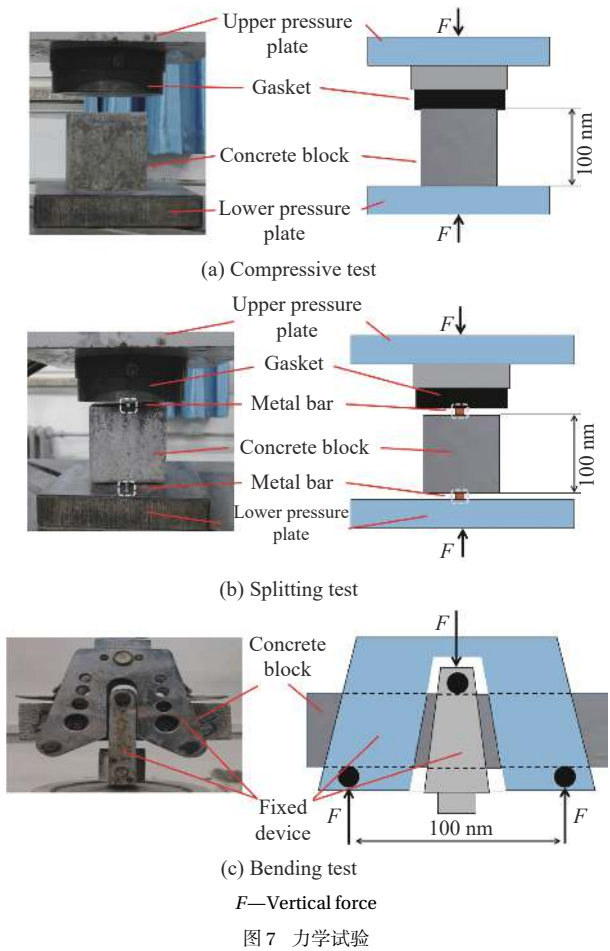 Upper pressure
plate
F
Gasket
Concrete block
100 nm
Lower pressure
plate
F
(a) Compressive test
Upper pressure
plate
F
Gasket
Metal bar
Concrete block
100 nm
Metal bar
Lower pressure
plate
F
(b) Splitting test
F
Concrete
block
Fixed
device
F
100 nm
F
(c) Bending test
F—Vertical force
图 7 力学试验